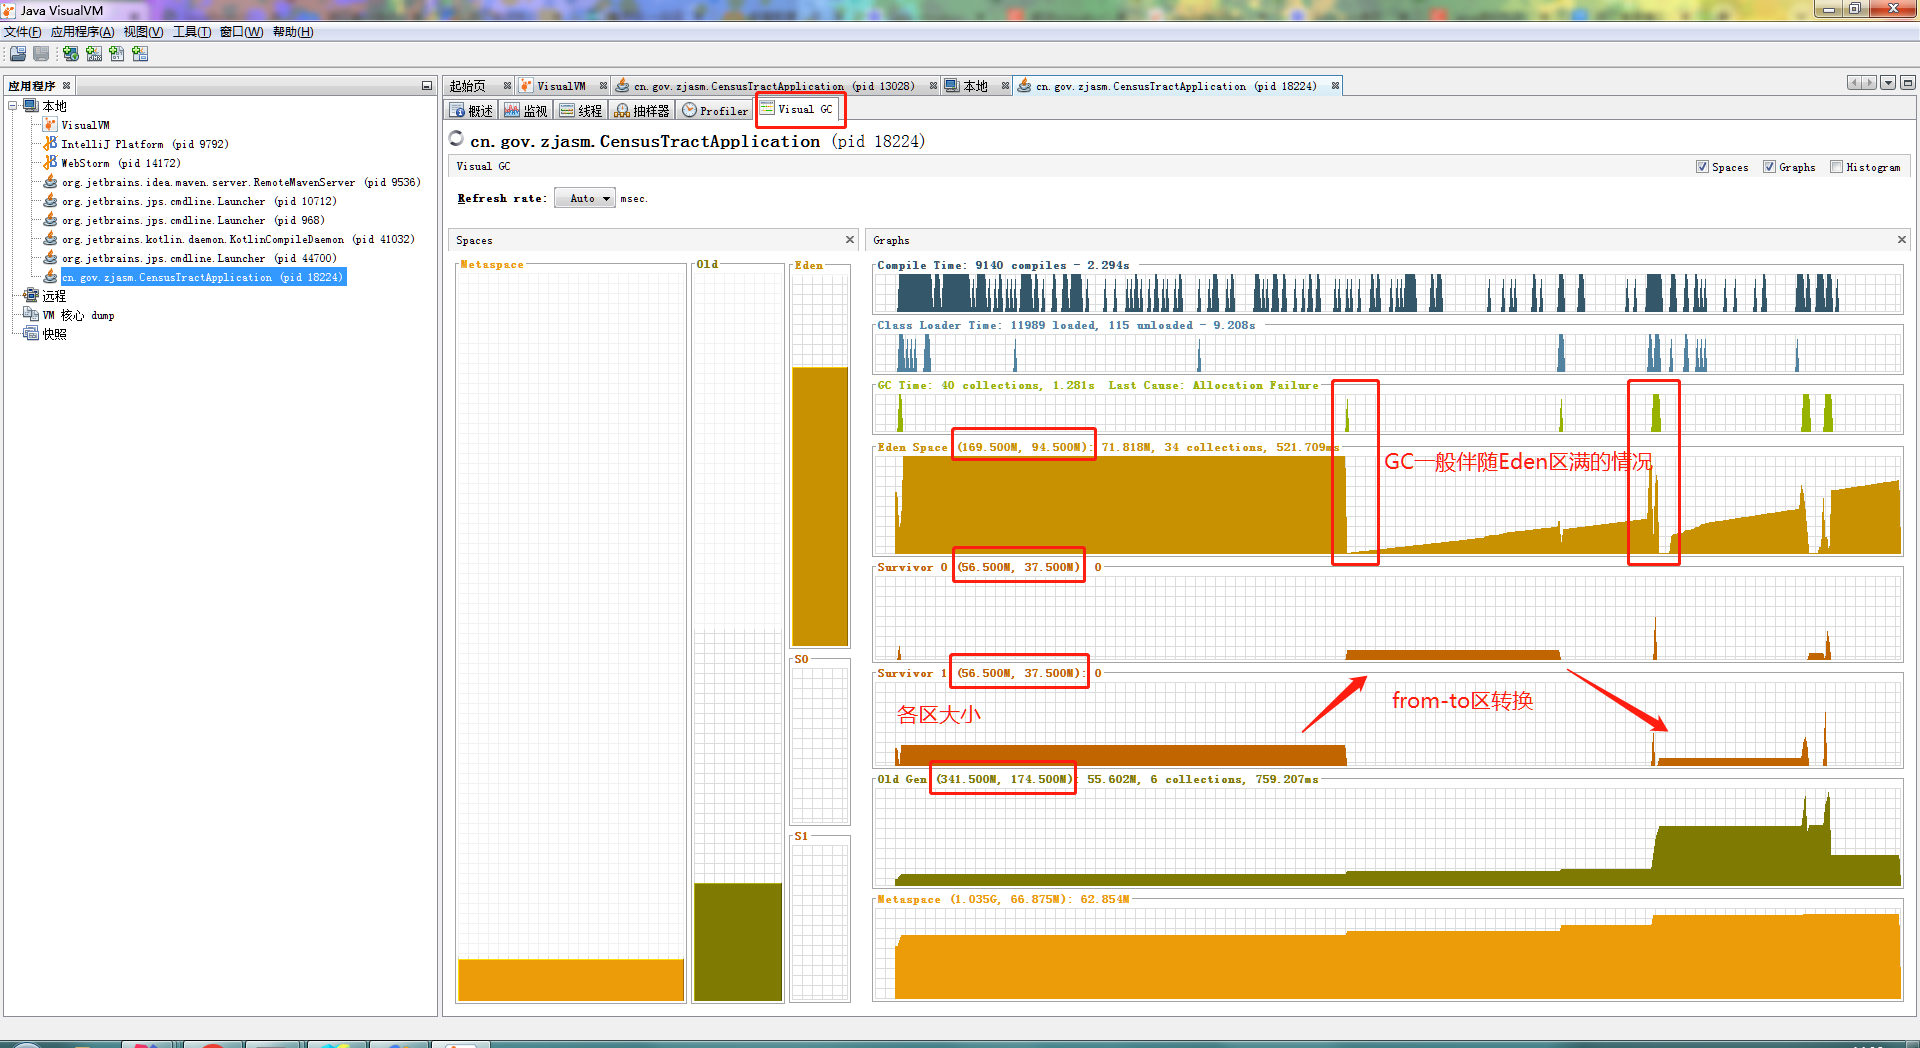 Java VisualVM
文件(F) 应用程序(A) 视图(V) 工具(T) 窗口(W) 帮助(H)
应用程序
本地
VisualVM
IntelliJ Platform (pid 9792)
WebStorm (pid 14172)
org.jetbrains.idea.maven.server.RemoteMavenServer (pid 9536)
org.jetbrains.jps.cmdline.Launcher (pid 10712)
org.jetbrains.jps.cmdline.Launcher (pid 968)
org.jetbrains.kotlin.daemon.KotlinCompileDaemon (pid 41032)
org.jetbrains.jps.cmdline.Launcher (pid 44700)
cn.gov.zjasm.CensusTractApplication (pid 18224)
远程
VM 核心 dump
快照
起始页 VisualVM cn.gov.zjasm.CensusTractApplication (pid 13028) 本地 cn.gov.zjasm.CensusTractApplication (pid 18224)
概述 监视 线程 抽样器 Profiler Visual GC
cn.gov.zjasm.CensusTractApplication (pid 18224)
Visual GC Spaces Graphs Histogram
Refresh rate: Auto msec.
Spaces
Metaspace Old Eden
S0
S1
Graphs
Compile Time: 9140 compiles - 2.294s
Class Loader Time: 11989 loaded, 115 unloaded - 9.208s
GC Time: 40 collections, 1.281s Last Cause: Allocation Failure
Eden Space (169.500M, 94.500M): 71.818M, 34 collections, 521.709ms
GC一般伴随Eden区满的情况
Survivor 0 (56.500M, 37.500M): 0
Survivor 1 (56.500M, 37.500M): 0
各区大小
from-to区转换
Old Gen (341.500M, 174.500M): 55.602M, 6 collections, 759.207ms
Metaspace (1.035G, 66.875M): 62.854M